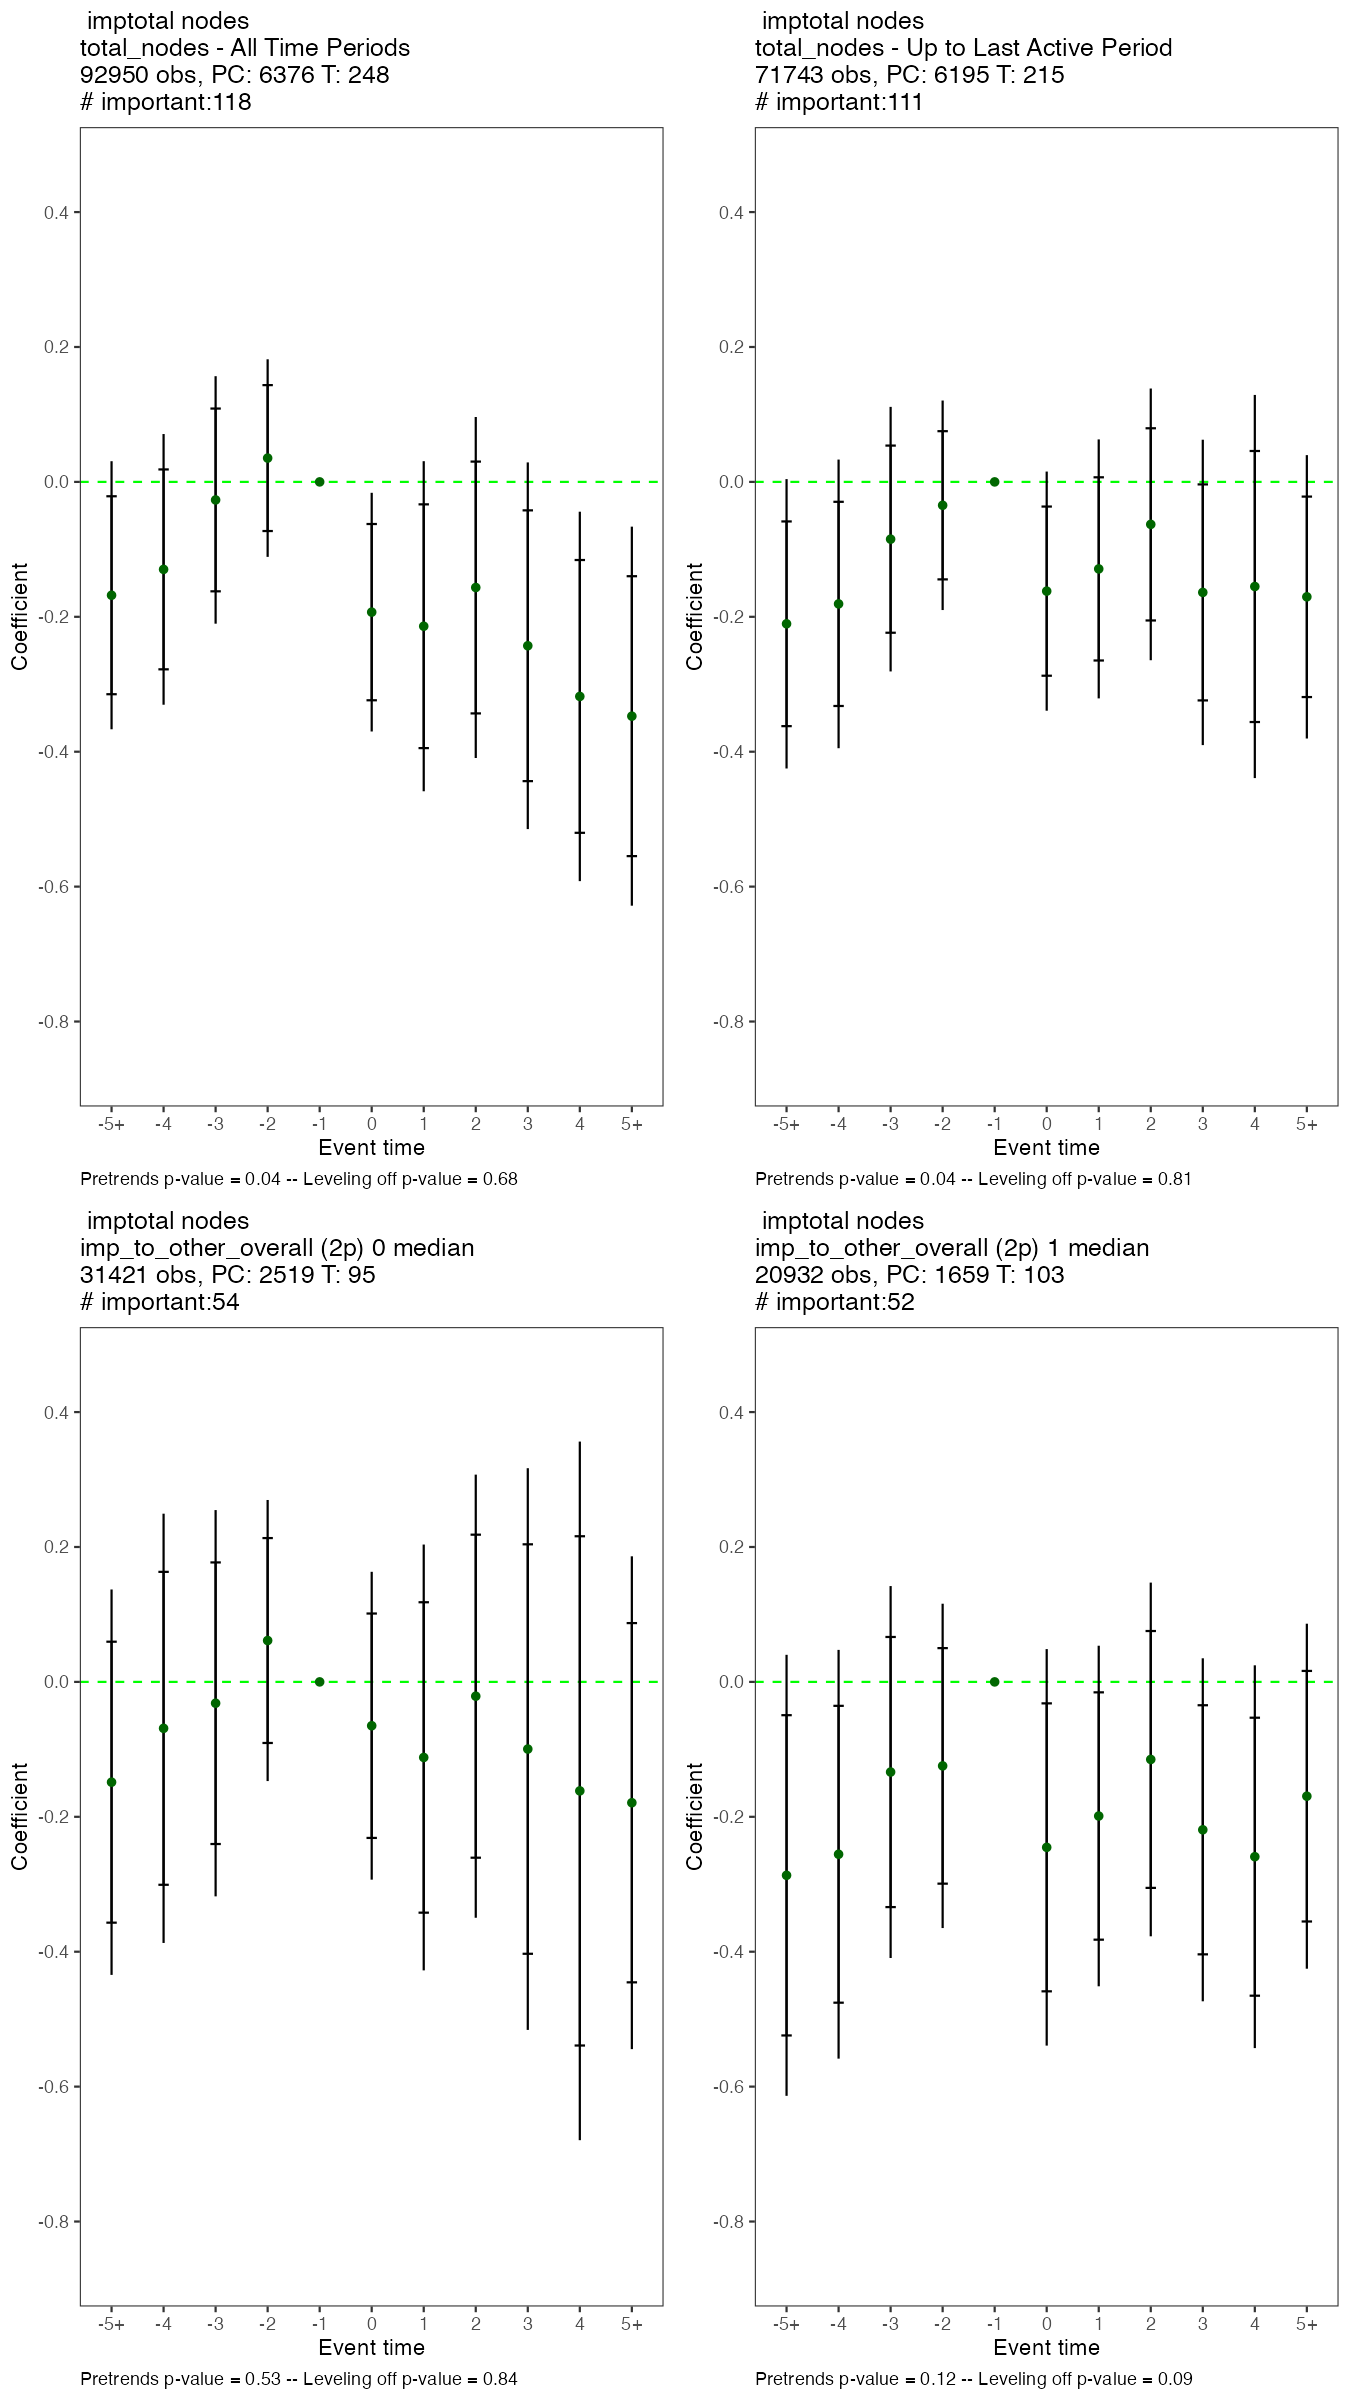 imptotal nodes
total_nodes - All Time Periods
92950 obs, PC: 6376 T: 248
# important:118
0.4
0.2
0.0
-0.2
-0.4
-0.6
-0.8
Coefficient
-5+ -4 -3 -2 -1 0 1 2 3 4 5+
Event time
Pretrends p-value = 0.04 -- Leveling off p-value = 0.68
imptotal nodes
total_nodes - Up to Last Active Period
71743 obs, PC: 6195 T: 215
# important:111
0.4
0.2
0.0
-0.2
-0.4
-0.6
-0.8
Coefficient
-5+ -4 -3 -2 -1 0 1 2 3 4 5+
Event time
Pretrends p-value = 0.04 -- Leveling off p-value = 0.81
imptotal nodes
imp_to_other_overall (2p) 0 median
31421 obs, PC: 2519 T: 95
# important:54
0.4
0.2
0.0
-0.2
-0.4
-0.6
-0.8
Coefficient
-5+ -4 -3 -2 -1 0 1 2 3 4 5+
Event time
Pretrends p-value = 0.53 -- Leveling off p-value = 0.84
imptotal nodes
imp_to_other_overall (2p) 1 median
20932 obs, PC: 1659 T: 103
# important:52
0.4
0.2
0.0
-0.2
-0.4
-0.6
-0.8
Coefficient
-5+ -4 -3 -2 -1 0 1 2 3 4 5+
Event time
Pretrends p-value = 0.12 -- Leveling off p-value = 0.09